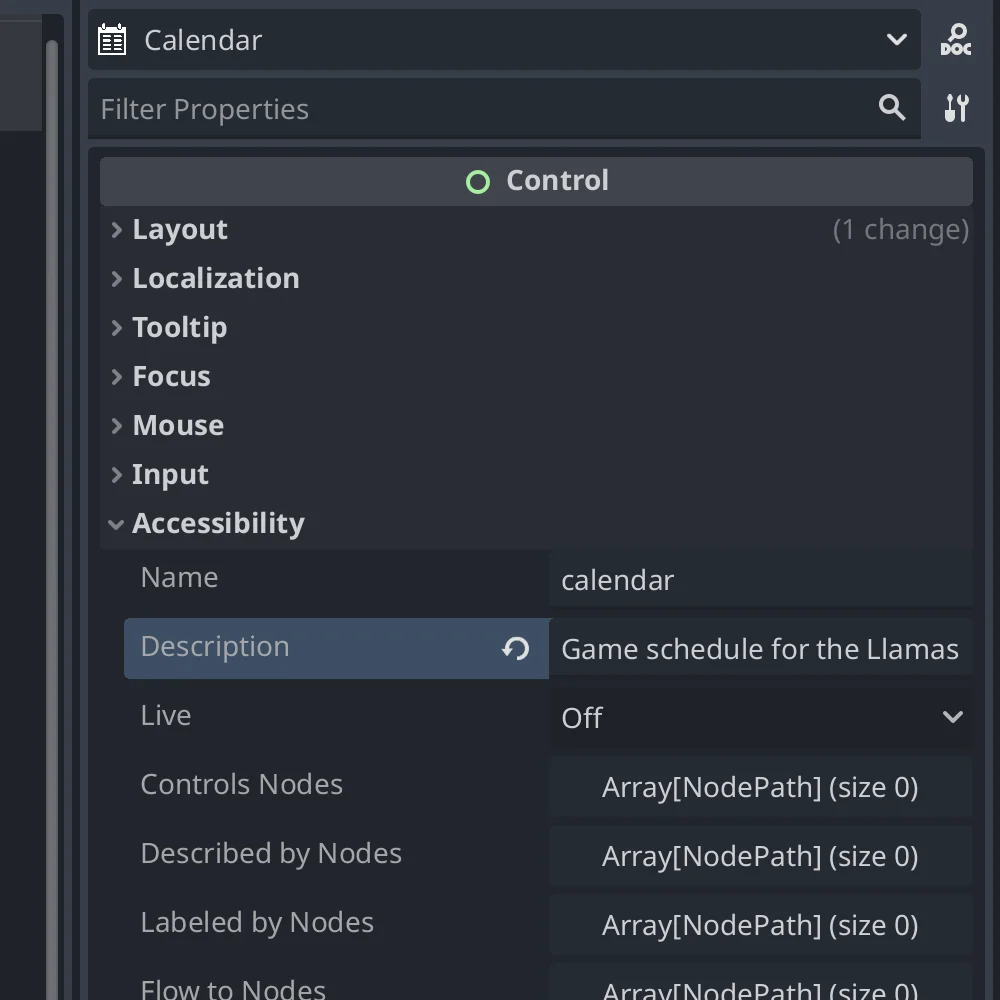 Calendar
DOC
Filter Properties
Control
Layout (1 change)
Localization
Tooltip
Focus
Mouse
Input
Accessibility
Name calendar
Description Game schedule for the Llamas
Live Off
Controls Nodes Array[NodePath] (size 0)
Described by Nodes Array[NodePath] (size 0)
Labeled by Nodes Array[NodePath] (size 0)
Flow to Nodes Array[NodePath] (size 0)